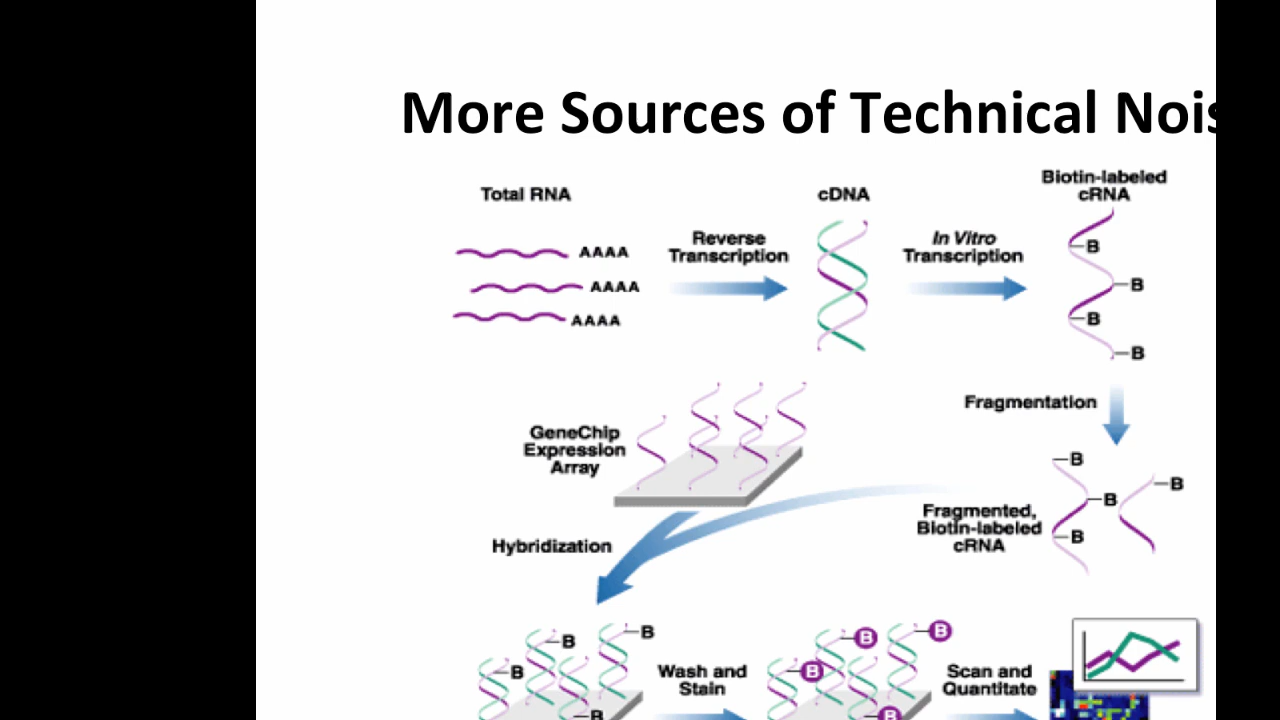 More Sources of Technical Nois
Total RNA
cDNA
Biotin-labeled
cRNA
AAAA
AAAA
AAAA
Reverse
Transcription
In Vitro
Transcription
B
B
B
B
Fragmentation
GeneChip
Expression
Array
B
B
B
B
Fragmented,
Biotin-labeled
cRNA
Hybridization
B
B
B
B
Wash and
Stain
B
B
B
B
Scan and
Quantitate